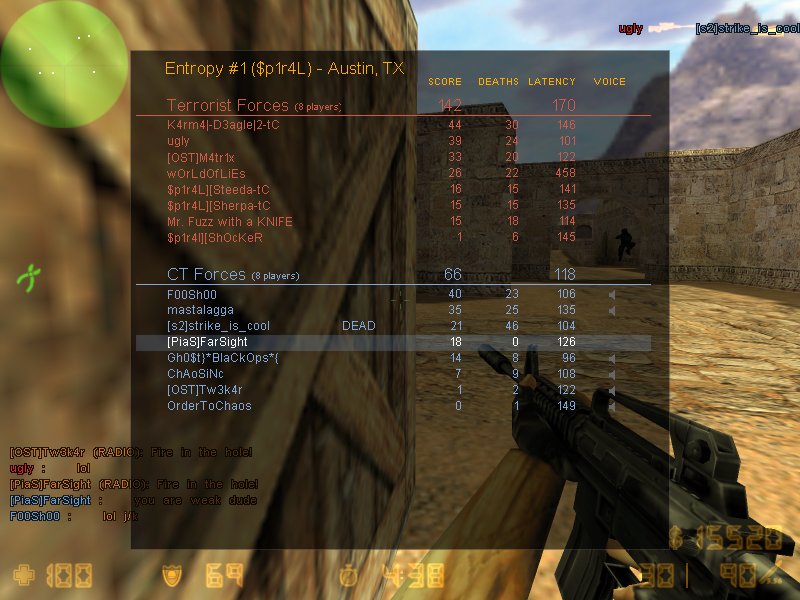 ugly [s2]strike_is_cool
Entropy #1 ($p1r4L) - Austin, TX
SCORE DEATHS LATENCY VOICE
Terrorist Forces (8 players) 142 170
K4rm4|-D3agle|2-tC 44 30 146
ugly 39 24 101
[OST]M4tr1x 33 20 122
wOrLdOfLiEs 26 22 458
$p1r4L][Steeda-tC 16 15 141
$p1r4L][Sherpa-tC 15 15 135
Mr. Fuzz with a KNIFE 15 18 114
$p1r4l][ShOcKeR 1 6 145
CT Forces (8 players) 66 118
F00Sh00 40 23 106
mastalagga 35 25 135
[s2]strike_is_cool DEAD 21 46 104
[PiaS]FarSight 18 0 126
Gh0$t}*BlaCkOps*{ 14 8 96
ChAoSiNc 7 9 108
[OST]Tw3k4r 1 2 122
OrderToChaos 0 1 149
[OST]Tw3k4r (RADIO): Fire in the hole!
ugly : lol
[PiaS]FarSight (RADIO): Fire in the hole!
[PiaS]FarSight : you are weak dude
F00Sh00 : lol j/k
$ 15520
100 69 4:38 30 | 90 5.56